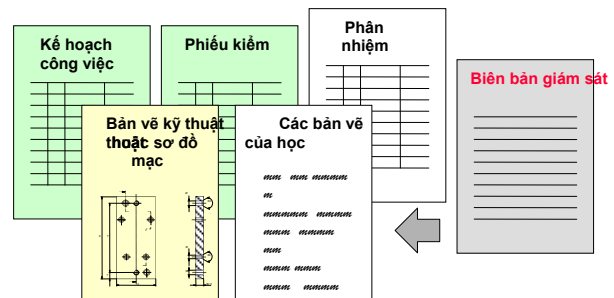 Kế hoạch
công việc
Phiếu kiểm
Phân
nhiệm
Biên bản giám sát
Bản vẽ kỹ thuật
sơ đồ
mạc
Các bản vẽ
của học